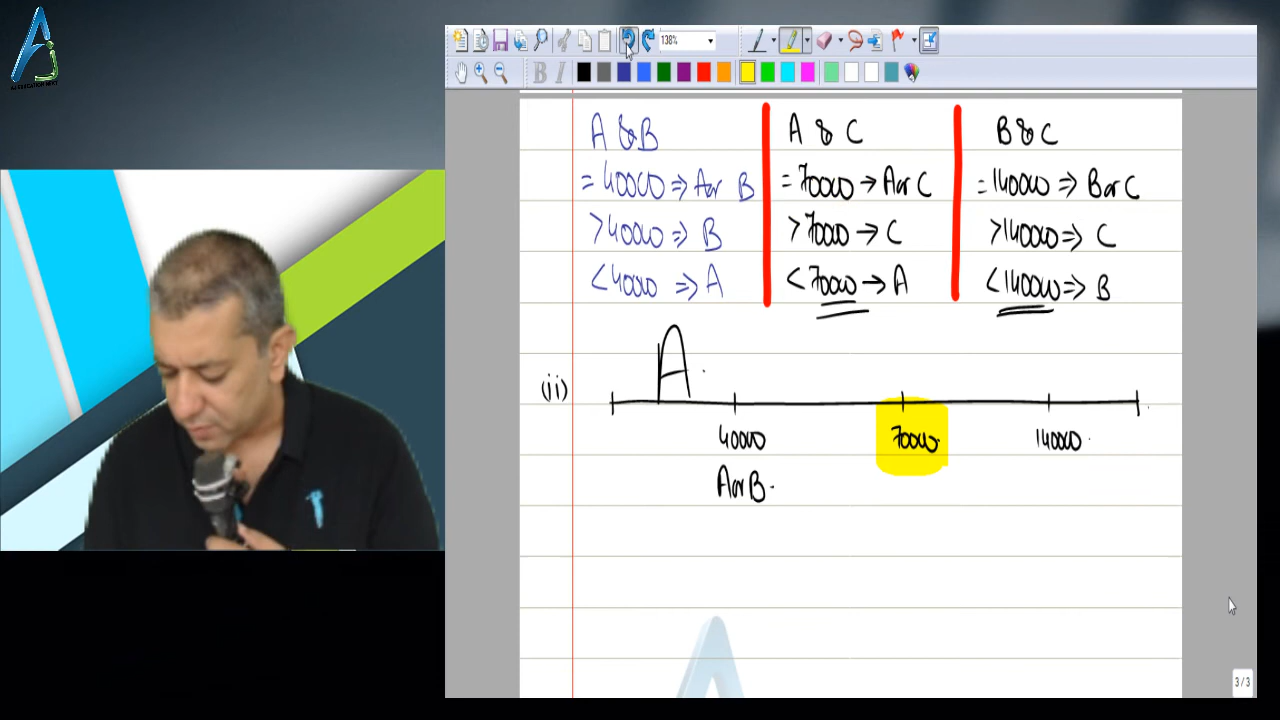 138%
B I
A & B
A & C
B & C
= 40000 ⇒ A or B
= 70000 → A or C
= 140000 ⇒ B or C
> 40000 ⇒ B
> 70000 → C
> 140000 ⇒ C
< 40000 ⇒ A
< 70000 → A
< 140000 ⇒ B
A
(ii)
40000
70000
140000
A or B
3 / 3